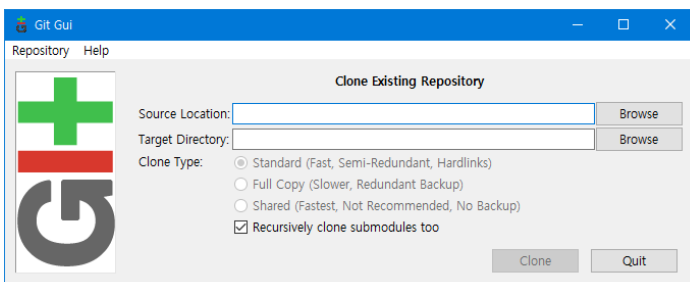 Git Gui
Repository Help
Clone Existing Repository
Source Location: Browse
Target Directory: Browse
Clone Type: Standard (Fast, Semi-Redundant, Hardlinks)
Full Copy (Slower, Redundant Backup)
Shared (Fastest, Not Recommended, No Backup)
Recursively clone submodules too
Clone Quit
GIT